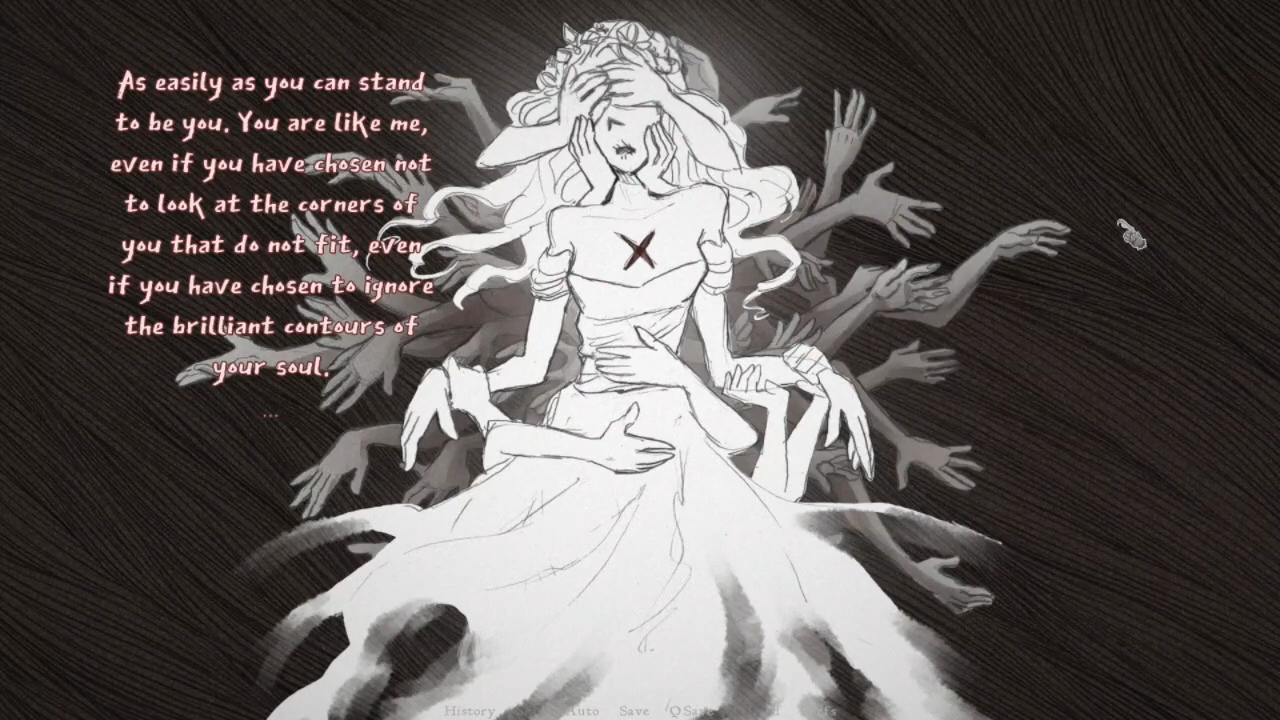 As easily as you can stand
to be you. You are like me,
even if you have chosen not
to look at the corners of
you that do not fit, even
if you have chosen to ignore
the brilliant contours of
your soul.
...
History Auto Save Q.Save